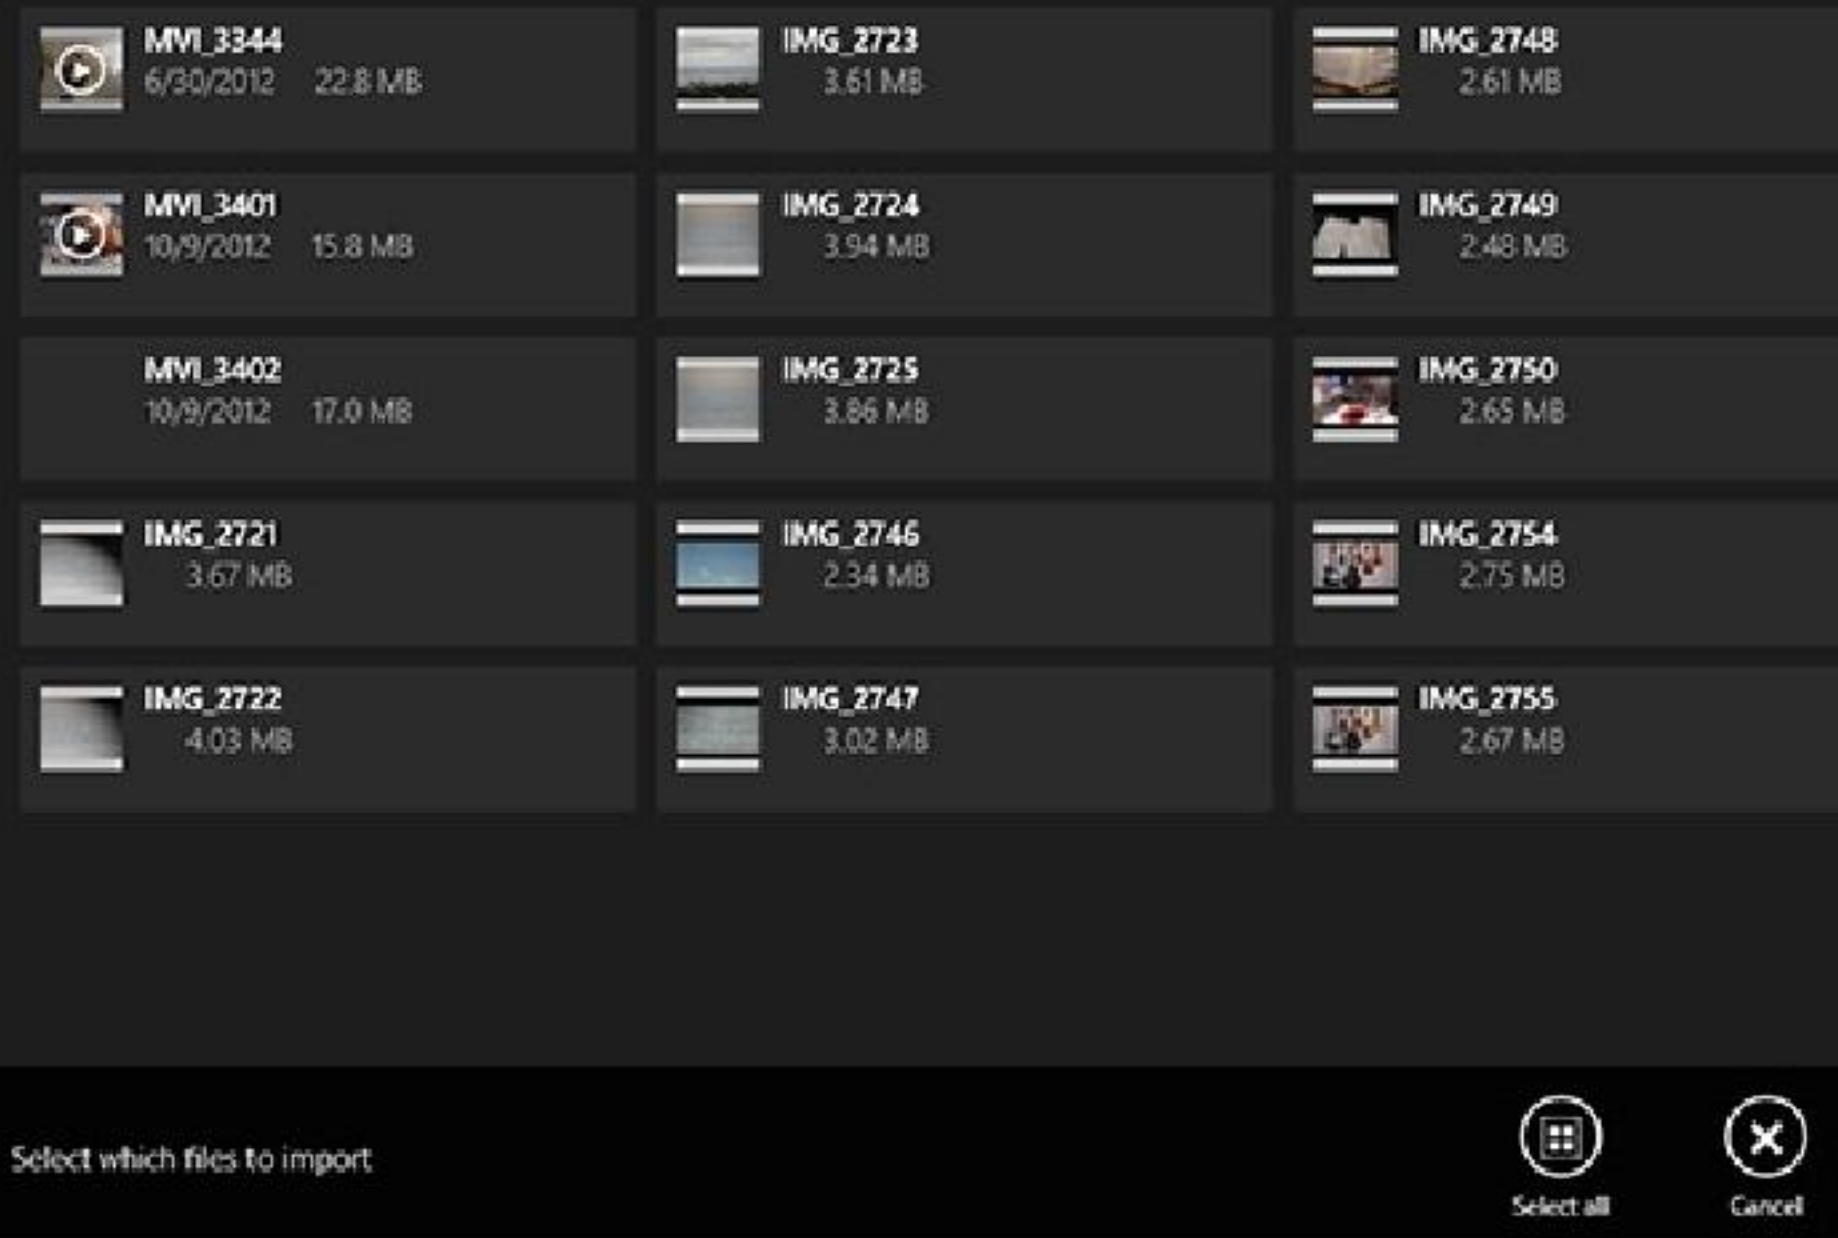 MVI_3344
6/30/2012 22.8 MB
MVI_3401
10/9/2012 15.8 MB
MVI_3402
10/9/2012 17.0 MB
IMG_2721
3.67 MB
IMG_2722
4.03 MB
IMG_2723
3.61 MB
IMG_2724
3.94 MB
IMG_2725
3.86 MB
IMG_2746
2.34 MB
IMG_2747
3.02 MB
IMG_2748
2.61 MB
IMG_2749
2.48 MB
IMG_2750
2.65 MB
IMG_2754
2.75 MB
IMG_2755
2.67 MB
Select which files to import
Select all
Cancel